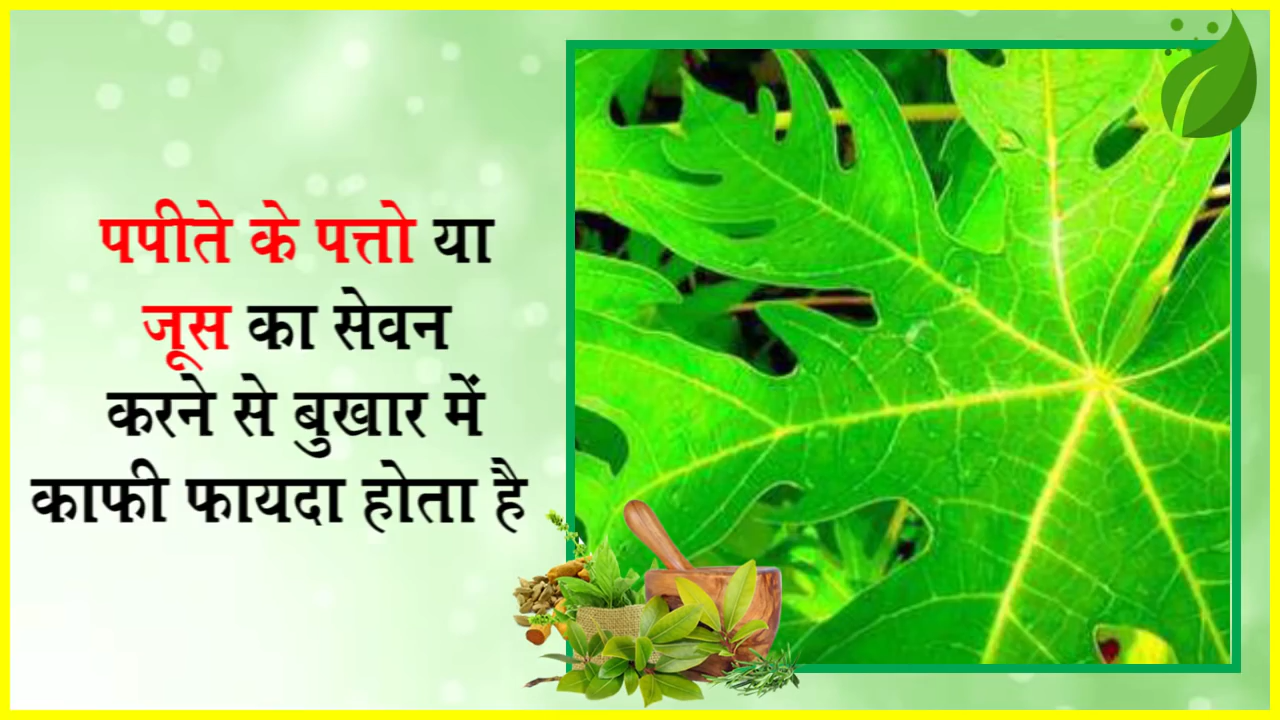 पपीते के पत्तो या
जूस का सेवन
करने से बुखार में
काफी फायदा होता है